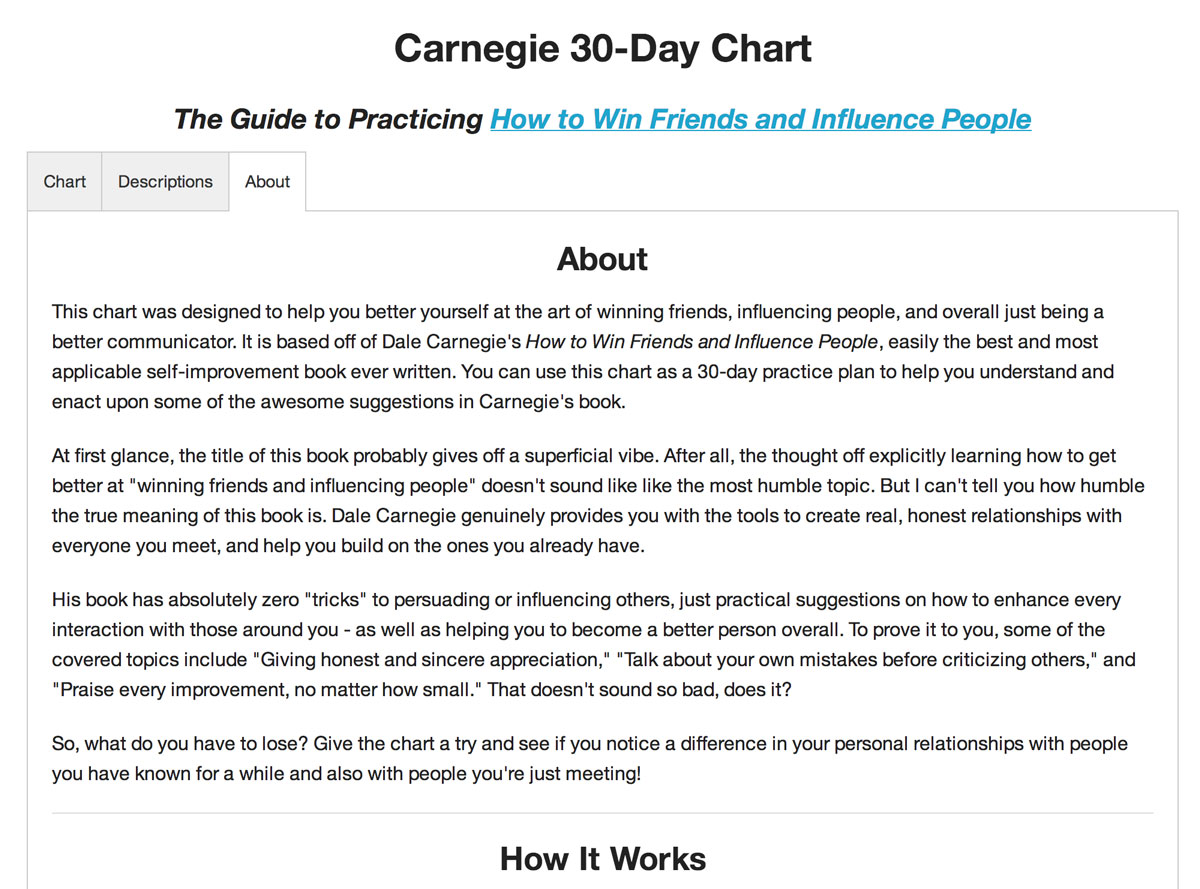 Carnegie 30-Day Chart
The Guide to Practicing How to Win Friends and Influence People
Chart
Descriptions
About
About
This chart was designed to help you better yourself at the art of winning friends, influencing people, and overall just being a
better communicator. It is based off of Dale Carnegie's How to Win Friends and Influence People, easily the best and most
applicable self-improvement book ever written. You can use this chart as a 30-day practice plan to help you understand and
enact upon some of the awesome suggestions in Carnegie's book.
At first glance, the title of this book probably gives off a superficial vibe. After all, the thought off explicitly learning how to get
better at "winning friends and influencing people" doesn't sound like like the most humble topic. But I can't tell you how humble
the true meaning of this book is. Dale Carnegie genuinely provides you with the tools to create real, honest relationships with
everyone you meet, and help you build on the ones you already have.
His book has absolutely zero "tricks" to persuading or influencing others, just practical suggestions on how to enhance every
interaction with those around you - as well as helping you to become a better person overall. To prove it to you, some of the
covered topics include "Giving honest and sincere appreciation," "Talk about your own mistakes before criticizing others," and
"Praise every improvement, no matter how small." That doesn't sound so bad, does it?
So, what do you have to lose? Give the chart a try and see if you notice a difference in your personal relationships with people
you have known for a while and also with people you're just meeting!
How It Works